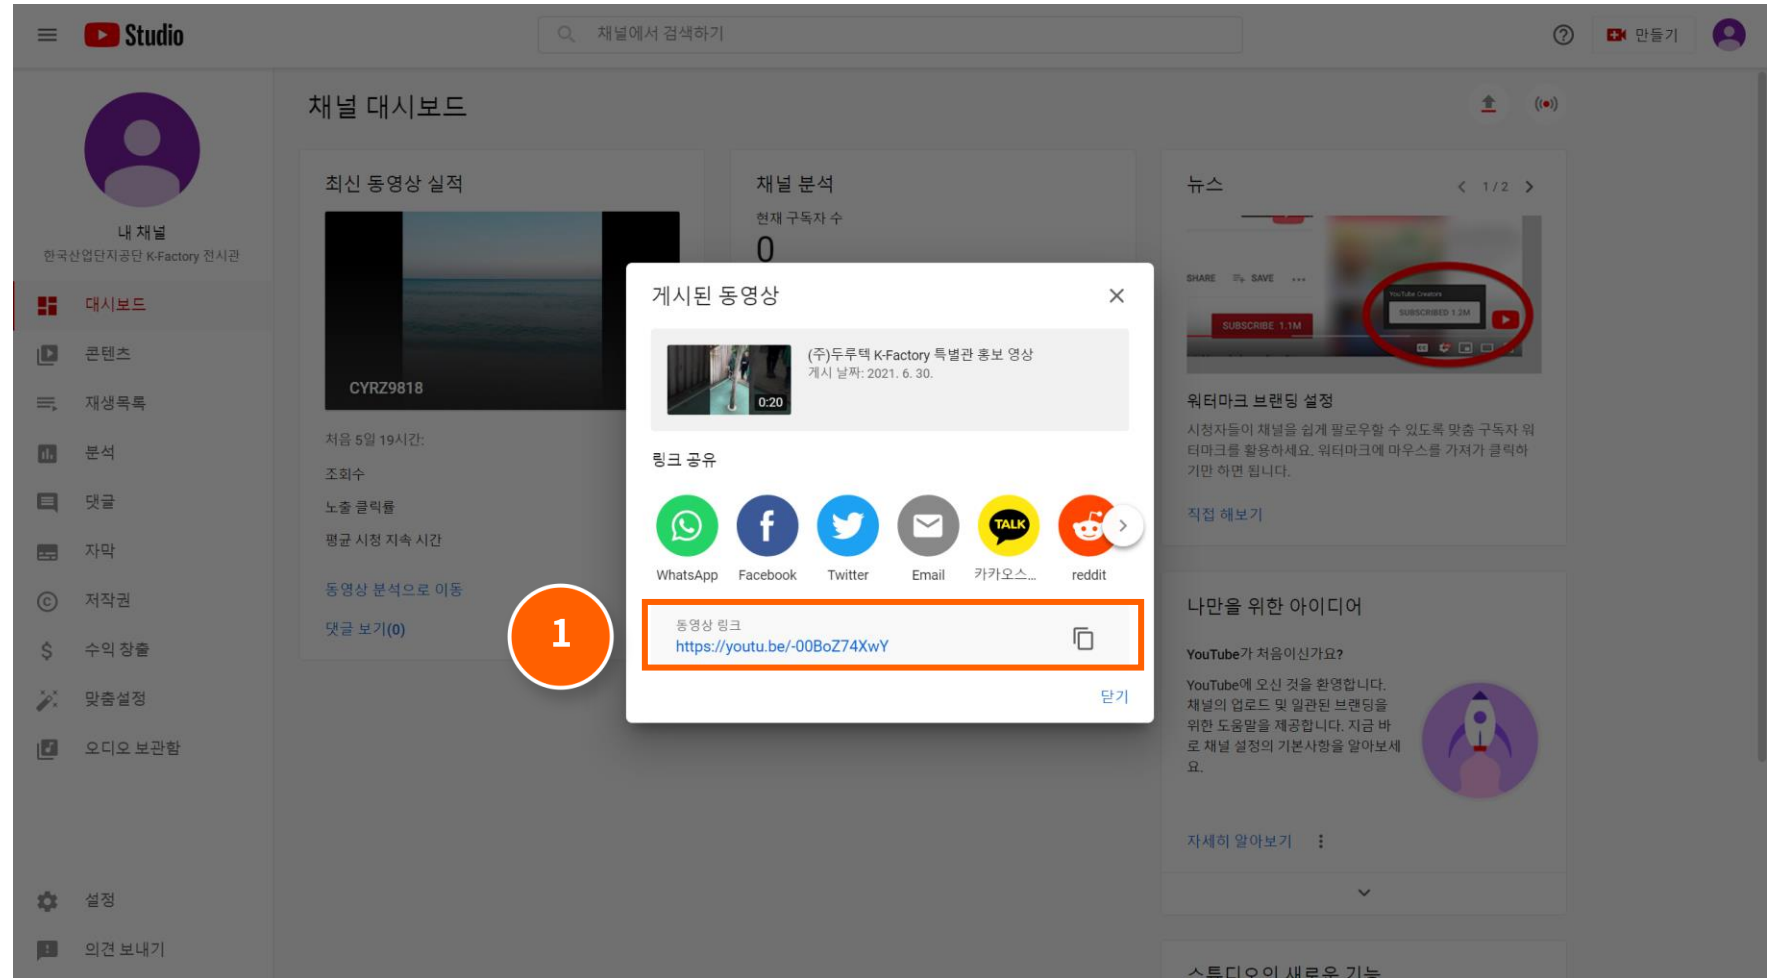 Studio
채널에서 검색하기
만들기
내 채널
한국산업단지공단 K-Factory 전시관
대시보드
콘텐츠
재생목록
분석
댓글
자막
저작권
수익 창출
맞춤설정
오디오 보관함
설정
의견 보내기
채널 대시보드
최신 동영상 실적
CYRZ9818
처음 5일 19시간:
조회수
노출 클릭률
평균 시청 지속 시간
동영상 분석으로 이동
댓글 보기(0)
채널 분석
현재 구독자 수
0
게시된 동영상
(주)두루텍 K-Factory 특별관 홍보 영상
게시 날짜: 2021. 6. 30.
0:20
링크 공유
TALK
WhatsApp
Facebook
Twitter
Email
카카오스...
reddit
1
동영상 링크
https://youtu.be/-00BoZ74XwY
닫기
뉴스
1 / 2
SHARE
SAVE
SUBSCRIBE 1.1M
YouTube Creators
SUBSCRIBED 1.2M
워터마크 브랜딩 설정
시청자들이 채널을 쉽게 팔로우할 수 있도록 맞춤 구독자 워
터마크를 활용하세요. 워터마크에 마우스를 가져가 클릭하
기만 하면 됩니다.
직접 해보기
나만을 위한 아이디어
YouTube가 처음이신가요?
YouTube에 오신 것을 환영합니다.
채널의 업로드 및 일관된 브랜딩을
위한 도움말을 제공합니다. 지금 바
로 채널 설정의 기본사항을 알아보세
요.
자세히 알아보기
스튜디오의 새로운 기능